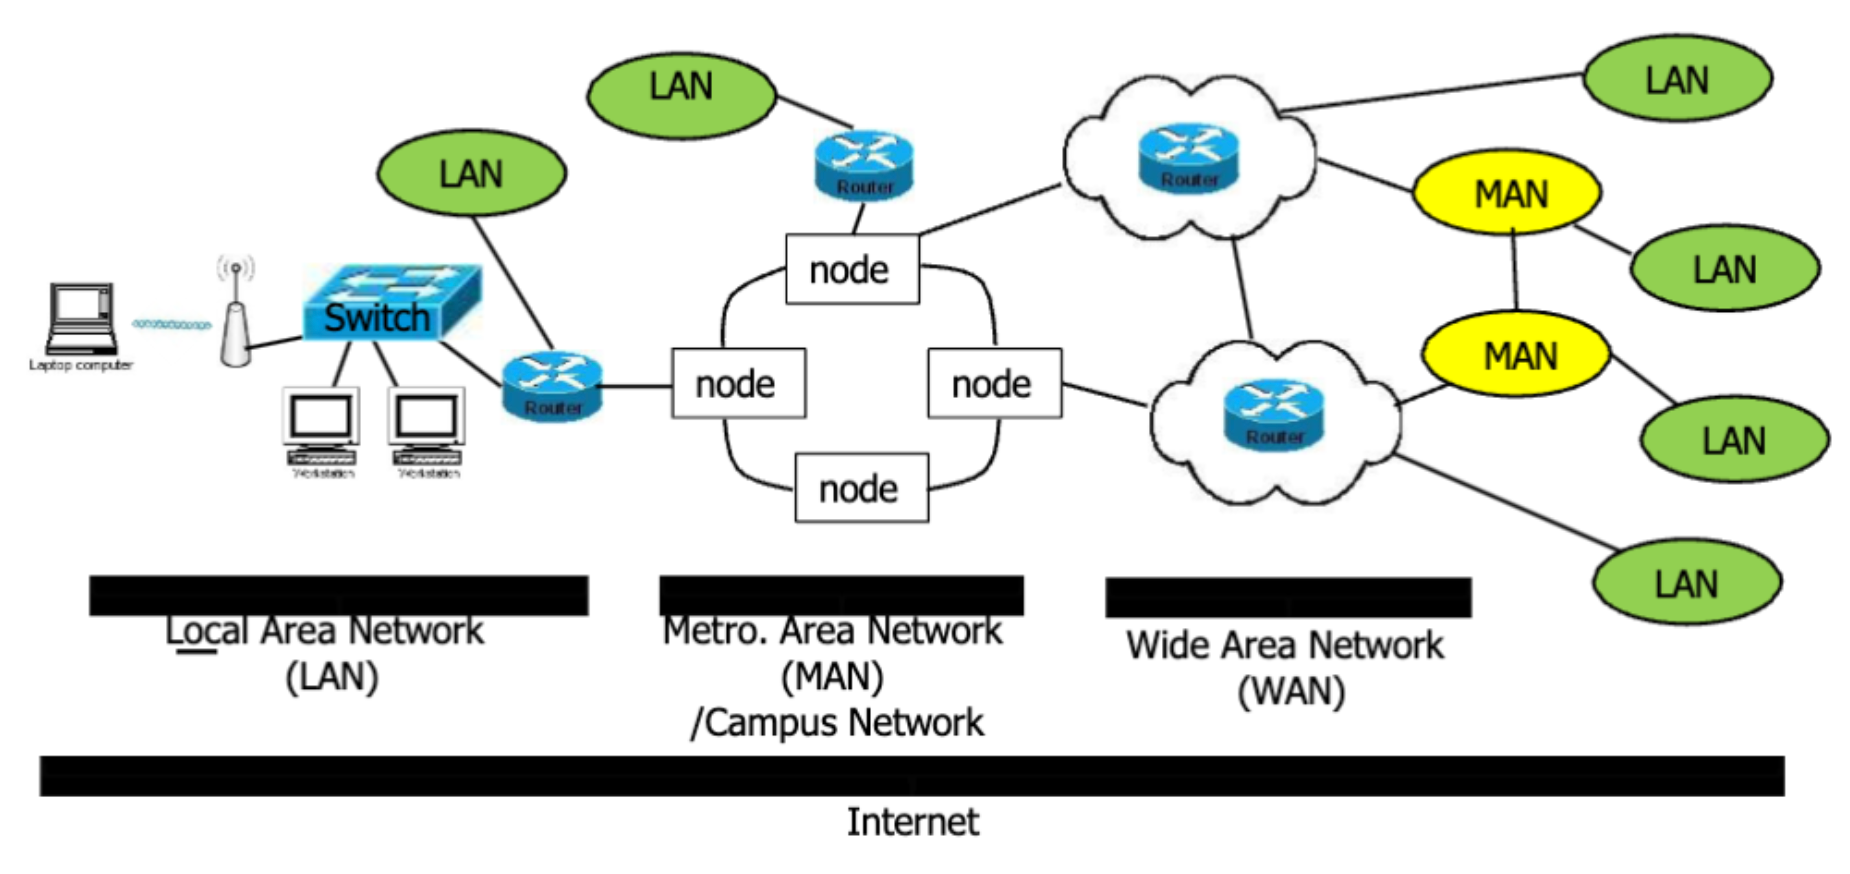 LAN
LAN
LAN
Router
Router
MAN
LAN
node
LAN
Switch
Laptop computer
MAN
node
node
Router
Router
LAN
Workstation
Workstation
node
LAN
Local Area Network
(LAN)
Metro. Area Network
(MAN)
/Campus Network
Wide Area Network
(WAN)
Internet